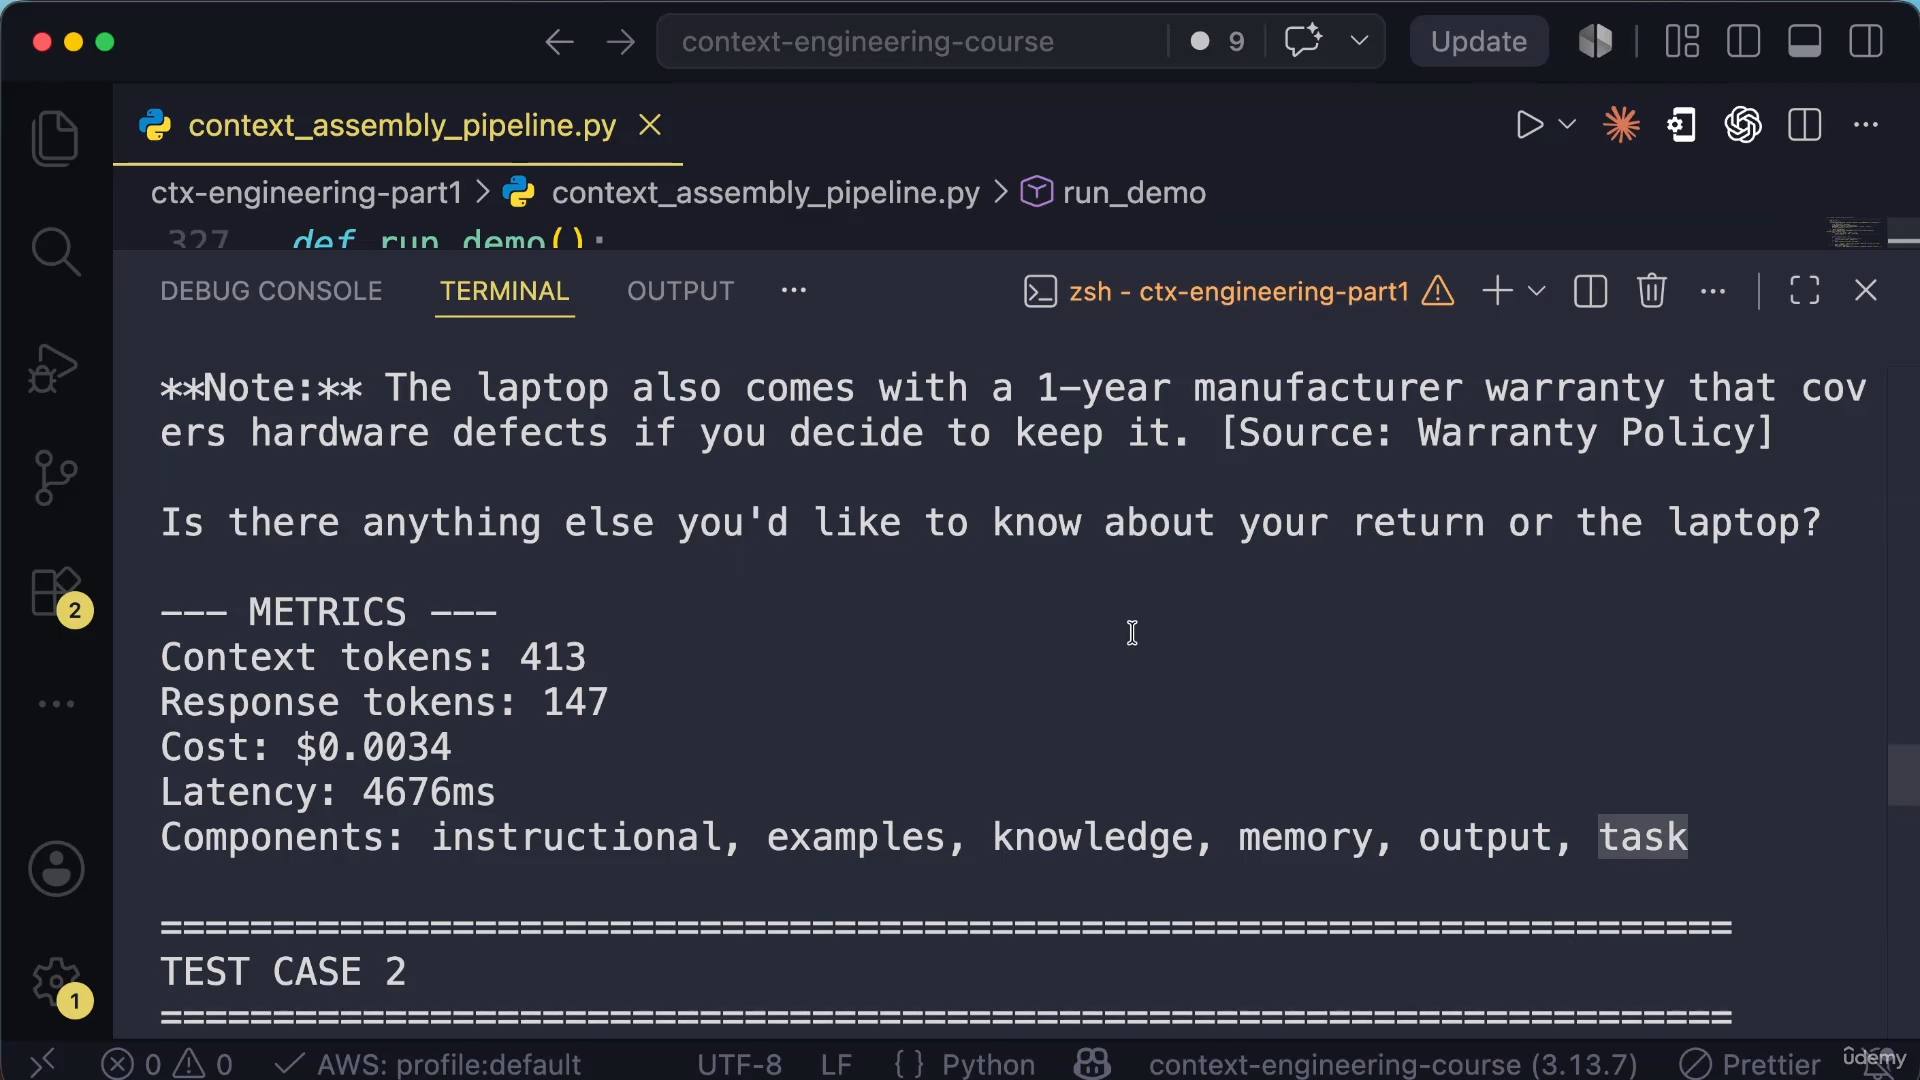 context-engineering-course
9
Update
context_assembly_pipeline.py
ctx-engineering-part1 > context_assembly_pipeline.py > run_demo
327 def run_demo():
DEBUG CONSOLE TERMINAL OUTPUT
zsh - ctx-engineering-part1
**Note:** The laptop also comes with a 1-year manufacturer warranty that cov
ers hardware defects if you decide to keep it. [Source: Warranty Policy]
Is there anything else you'd like to know about your return or the laptop?
--- METRICS ---
Context tokens: 413
Response tokens: 147
Cost: $0.0034
Latency: 4676ms
Components: instructional, examples, knowledge, memory, output, task
======================================================================
TEST CASE 2
======================================================================
2
1
0 0 AWS: profile:default UTF-8 LF {} Python context-engineering-course (3.13.7) Prettier
ûdemy